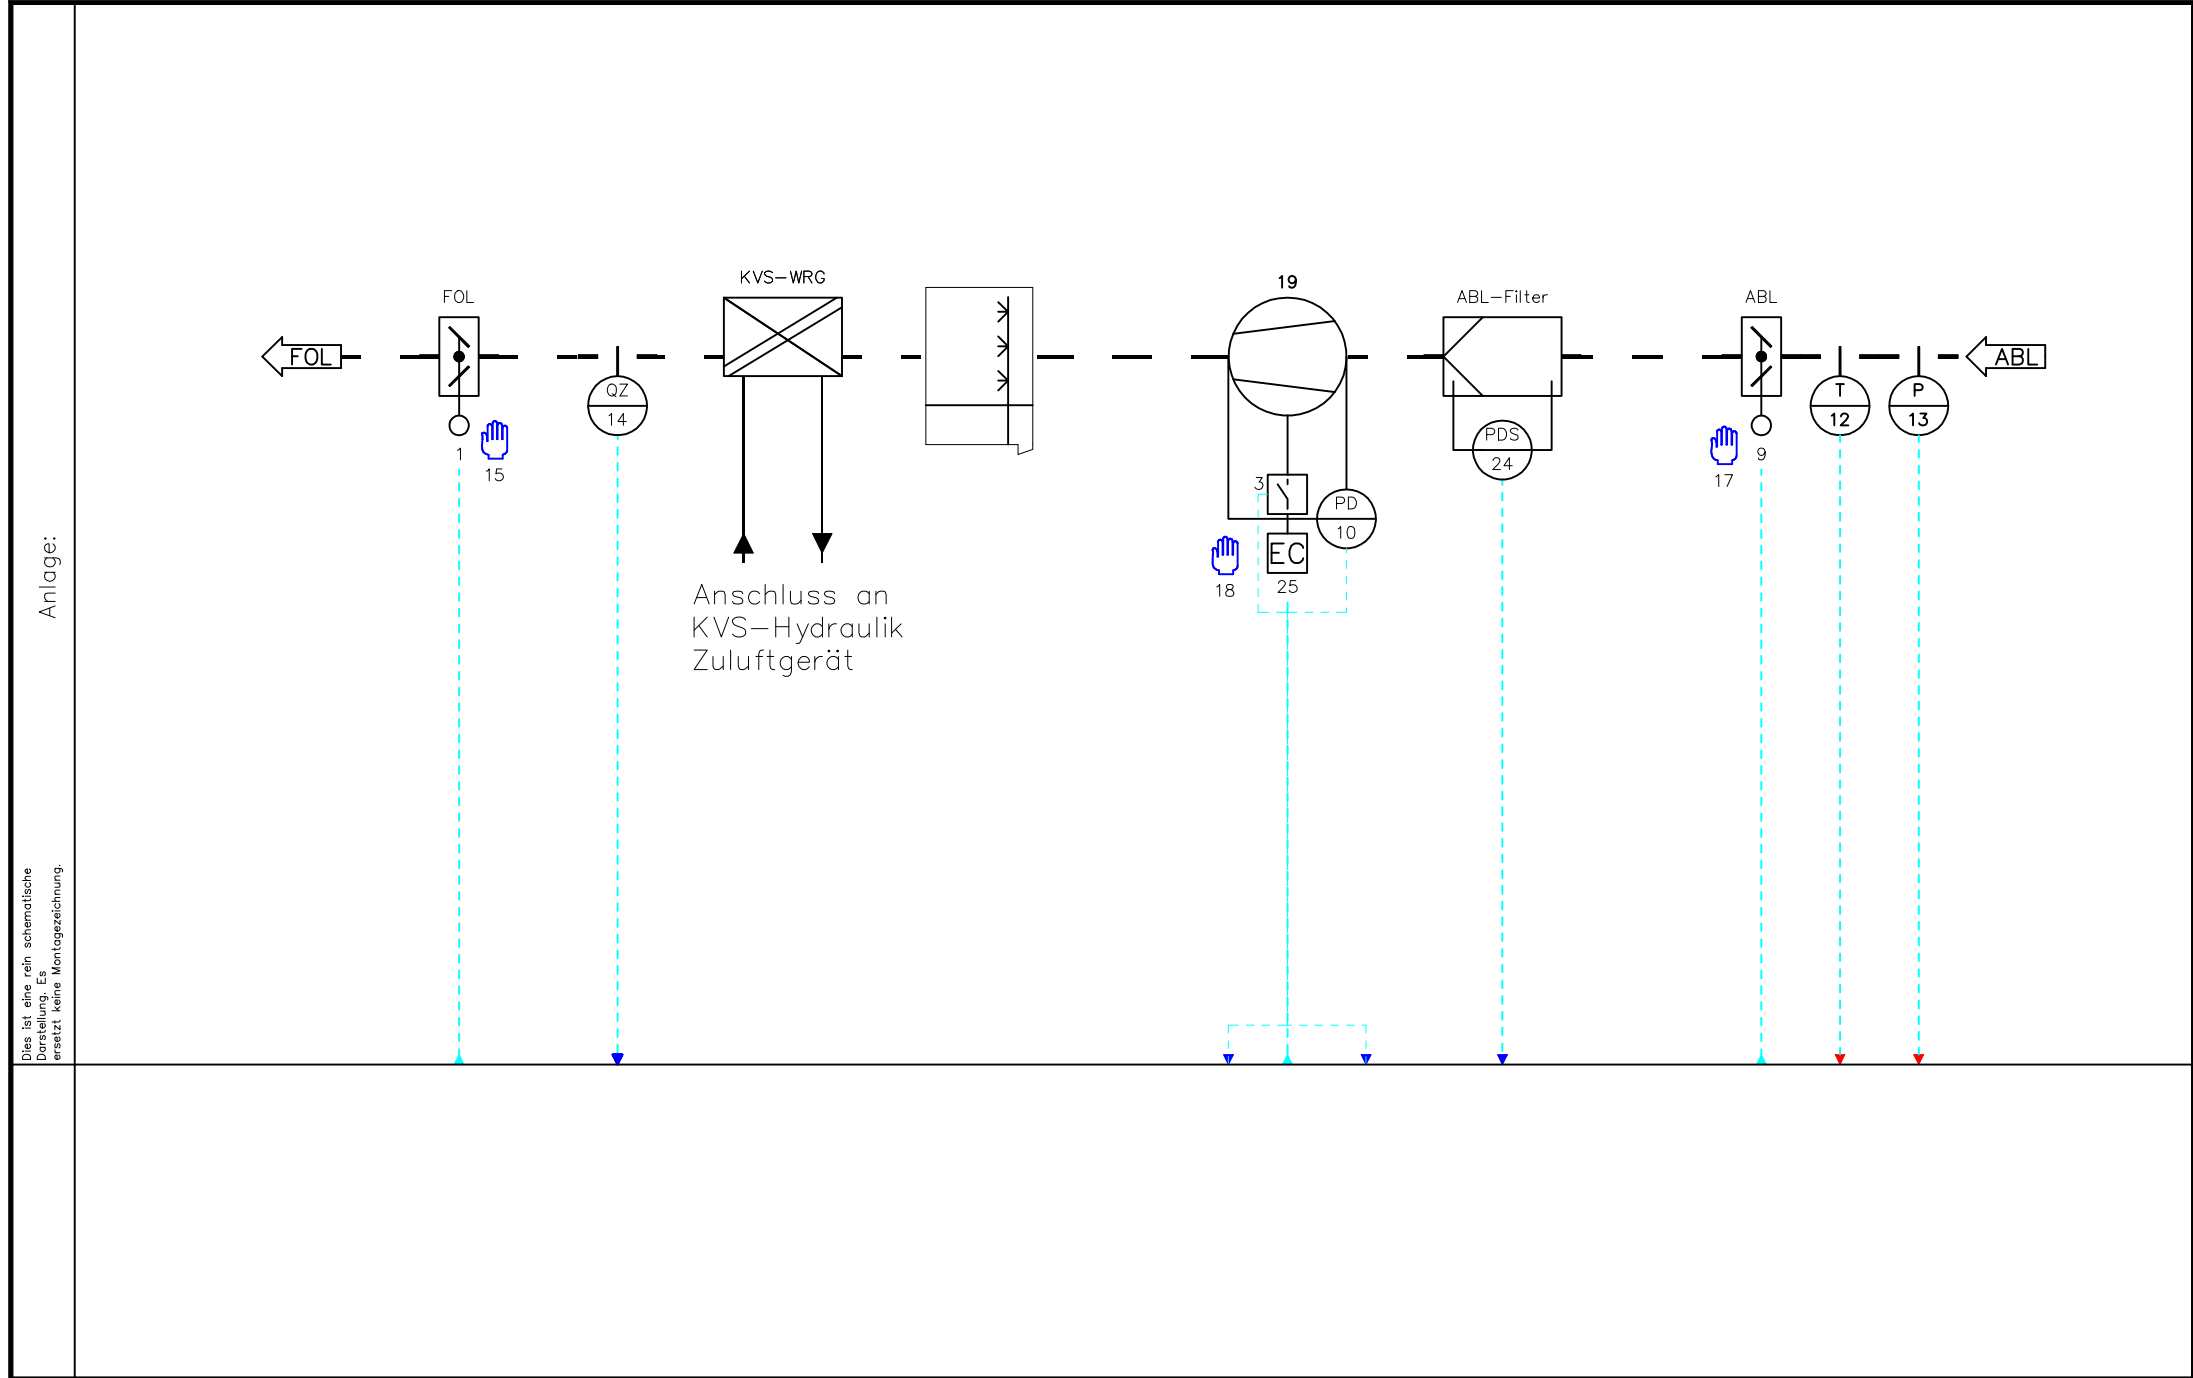 KVS-WRG
19
FOL
ABL-Filter
ABL
FOL
ABL
QZ
14
T
12
P
13
1
15
PDS
24
17
9
3
PD
10
EC
18
25
Anschluss an
KVS-Hydraulik
Zuluftgerät
Anlage:
Dies ist eine rein schematische
Darstellung. Es
ersetzt keine Montagezeichnung.